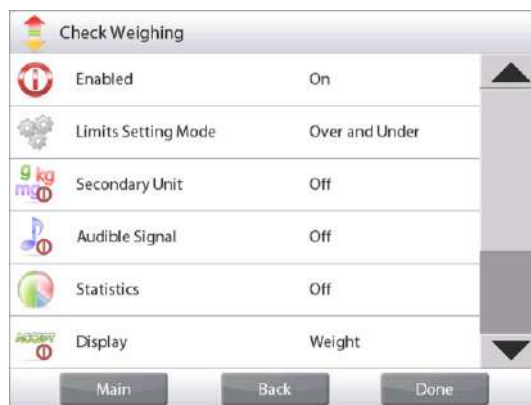 Check Weighing
Enabled On
Limits Setting Mode Over and Under
g kg
mg
Secondary Unit Off
Audible Signal Off
Statistics Off
ACCEPT
Display Weight
Main Back Done